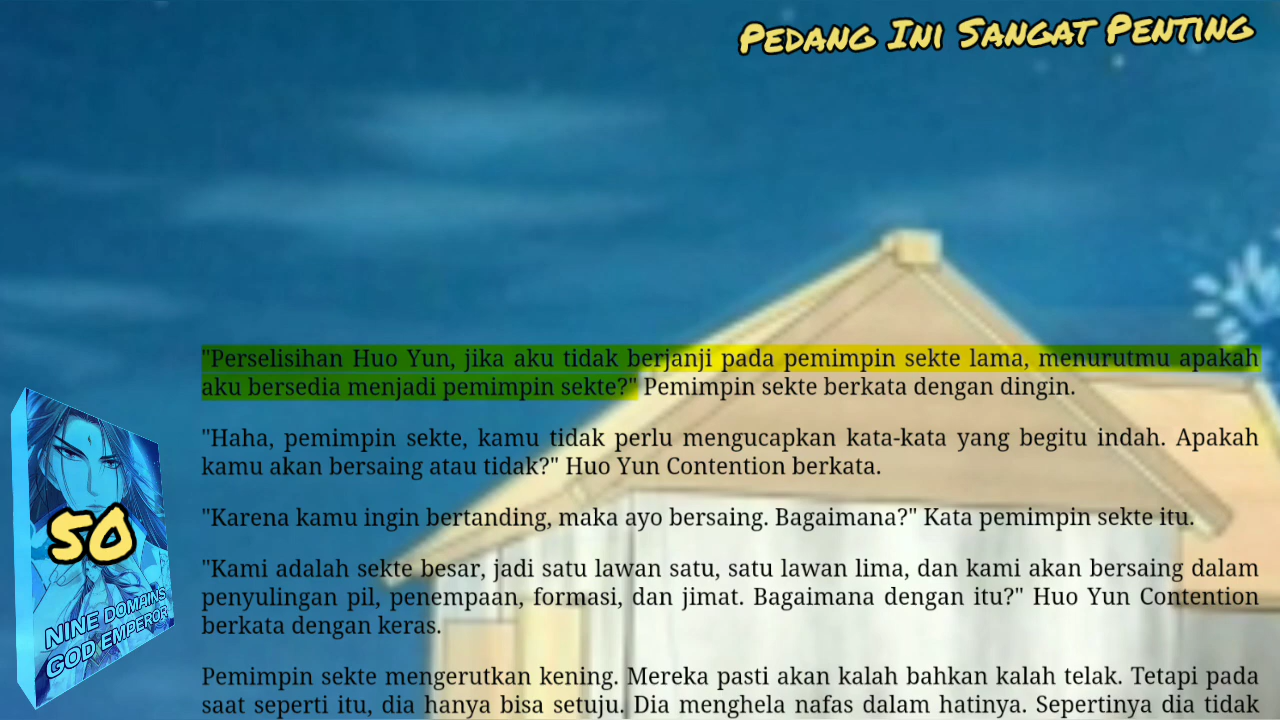 Pedang Ini Sangat Penting
"Perselisihan Huo Yun, jika aku tidak berjanji pada pemimpin sekte lama, menurutmu apakah
aku bersedia menjadi pemimpin sekte?" Pemimpin sekte berkata dengan dingin.
"Haha, pemimpin sekte, kamu tidak perlu mengucapkan kata-kata yang begitu indah. Apakah
kamu akan bersaing atau tidak?" Huo Yun Contention berkata.
"Karena kamu ingin bertanding, maka ayo bersaing. Bagaimana?" Kata pemimpin sekte itu.
"Kami adalah sekte besar, jadi satu lawan satu, satu lawan lima, dan kami akan bersaing dalam
penyulingan pil, penempaan, formasi, dan jimat. Bagaimana dengan itu?" Huo Yun Contention
berkata dengan keras.
Pemimpin sekte mengerutkan kening. Mereka pasti akan kalah bahkan kalah telak. Tetapi pada
saat seperti itu, dia hanya bisa setuju. Dia menghela nafas dalam hatinya. Sepertinya dia tidak
50
NINE DOMAINS
GOD EMPEROR